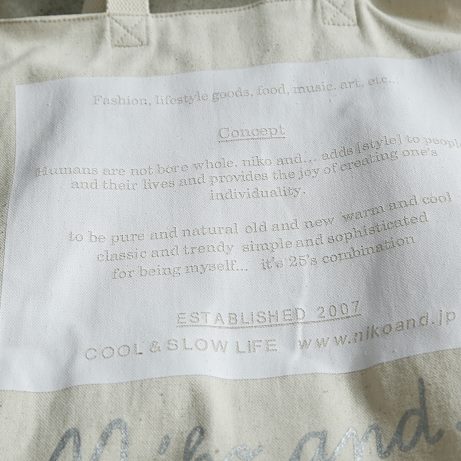 Fashion, lifestyle goods, food, music, art, etc...
Concept
Humans are not bore whole. niko and... adds [style] to people
and their lives and provides the joy of creating one's
individuality.
to be pure and natural old and new warm and cool
classic and trendy simple and sophisticated
for being myself... it's 25's combination
ESTABLISHED 2007
COOL & SLOW LIFE www.nikoand.jp
Niko and...